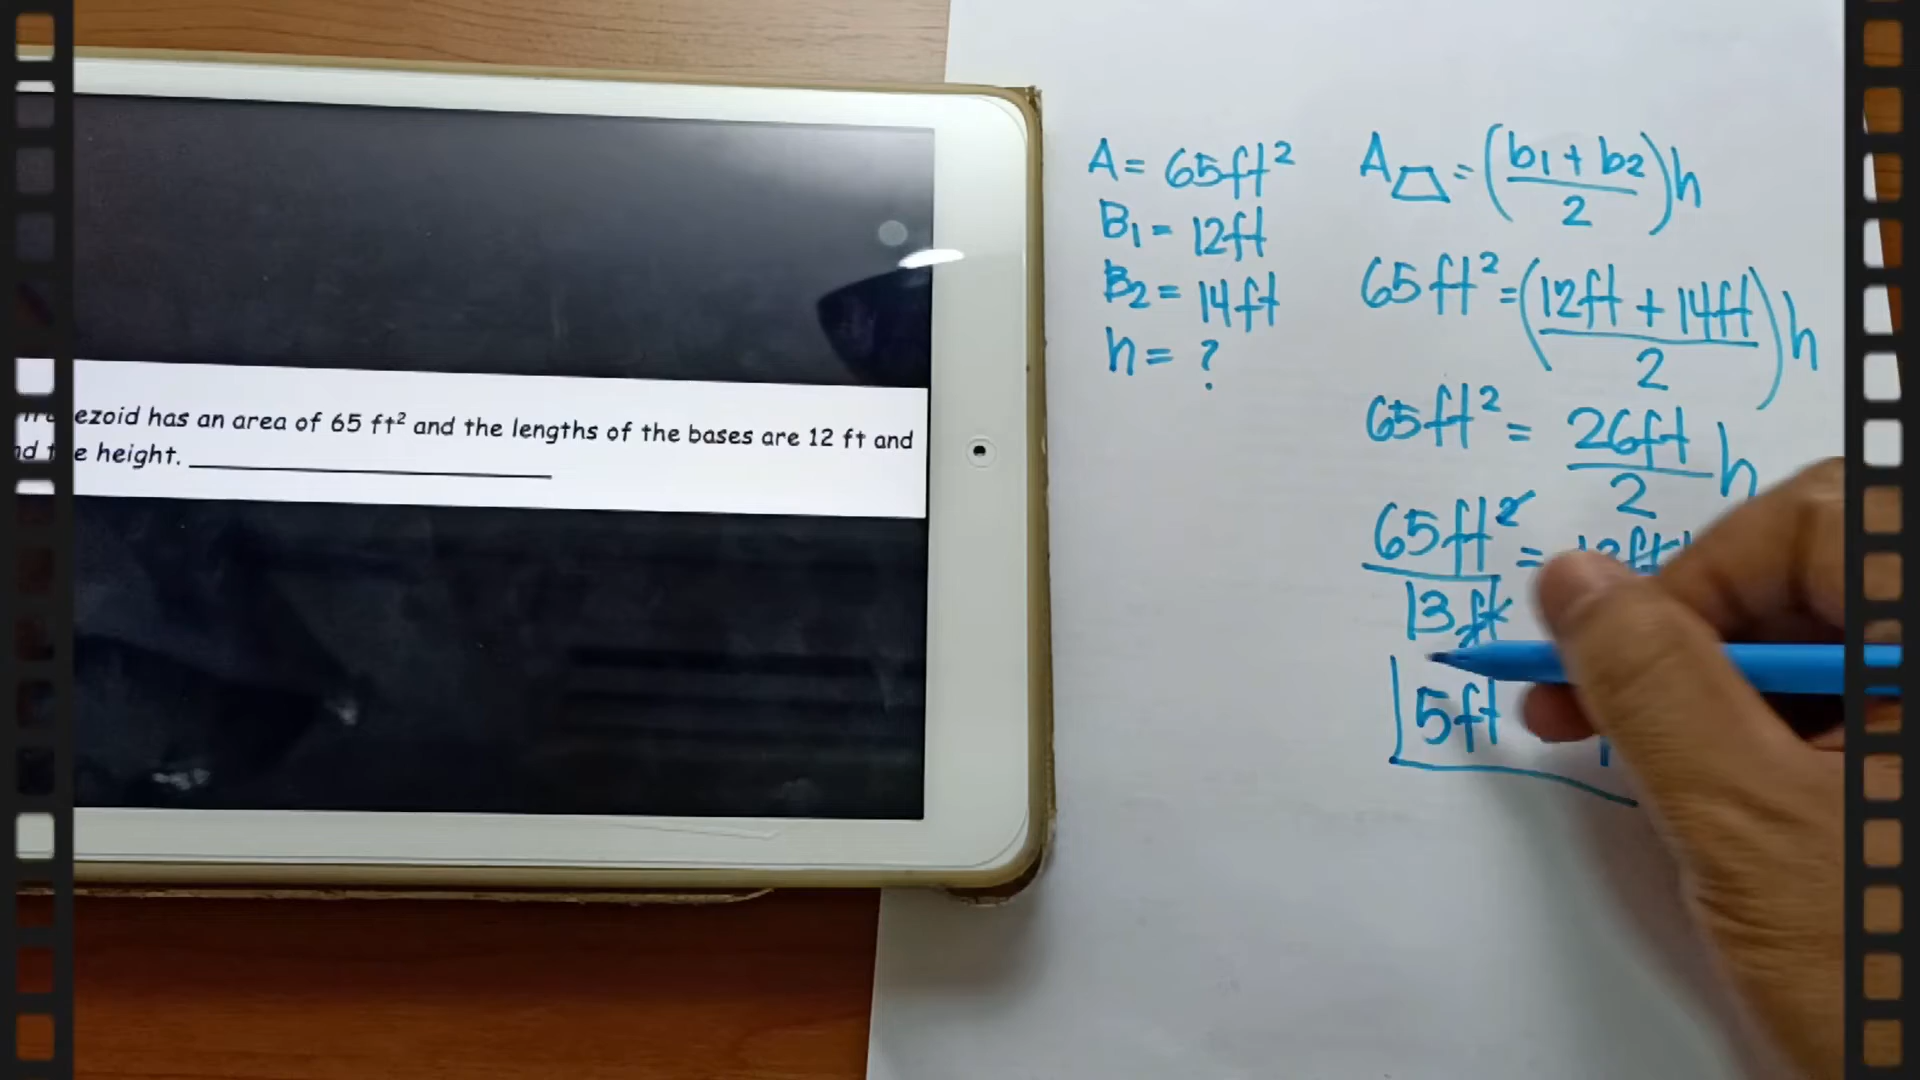 ezoid has an area of 65 ft² and the lengths of the bases are 12 ft and
e height.
A = 65ft²
B₁ = 12ft
B₂ = 14ft
h = ?
A▱ = (b₁ + b₂ / 2)h
65ft² = (12ft + 14ft / 2)h
65ft² = 26ft / 2 h
65ft² =
13ft
5ft